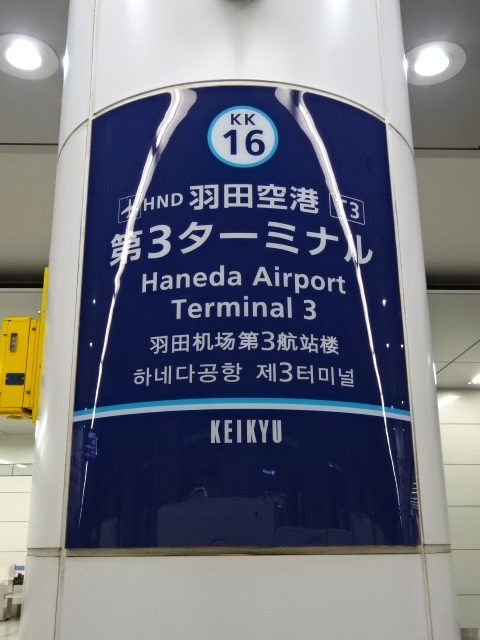 KK
16
HND 羽田空港 T3
第3ターミナル
Haneda Airport
Terminal 3
羽田机场第3航站楼
하네다공항 제3터미널
KEIKYU